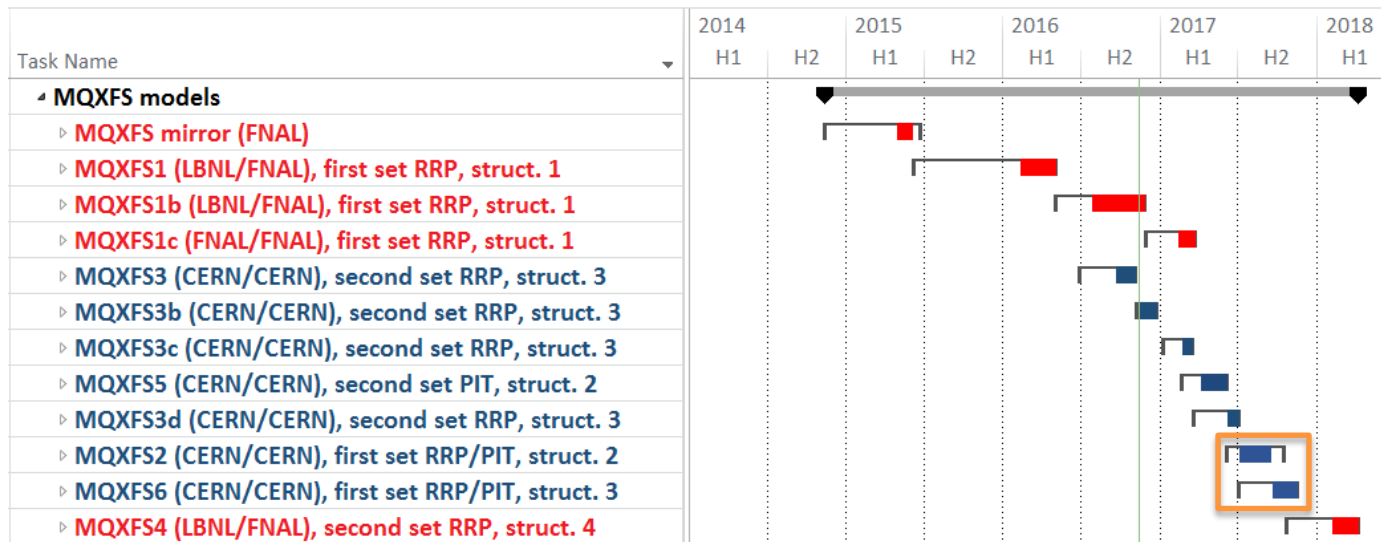 2014 2015 2016 2017 2018
Task Name H1 H2 H1 H2 H1 H2 H1 H2 H1
MQXFS models
MQXFS mirror (FNAL)
MQXFS1 (LBNL/FNAL), first set RRP, struct. 1
MQXFS1b (LBNL/FNAL), first set RRP, struct. 1
MQXFS1c (FNAL/FNAL), first set RRP, struct. 1
MQXFS3 (CERN/CERN), second set RRP, struct. 3
MQXFS3b (CERN/CERN), second set RRP, struct. 3
MQXFS3c (CERN/CERN), second set RRP, struct. 3
MQXFS5 (CERN/CERN), second set PIT, struct. 2
MQXFS3d (CERN/CERN), second set RRP, struct. 3
MQXFS2 (CERN/CERN), first set RRP/PIT, struct. 2
MQXFS6 (CERN/CERN), first set RRP/PIT, struct. 3
MQXFS4 (LBNL/FNAL), second set RRP, struct. 4